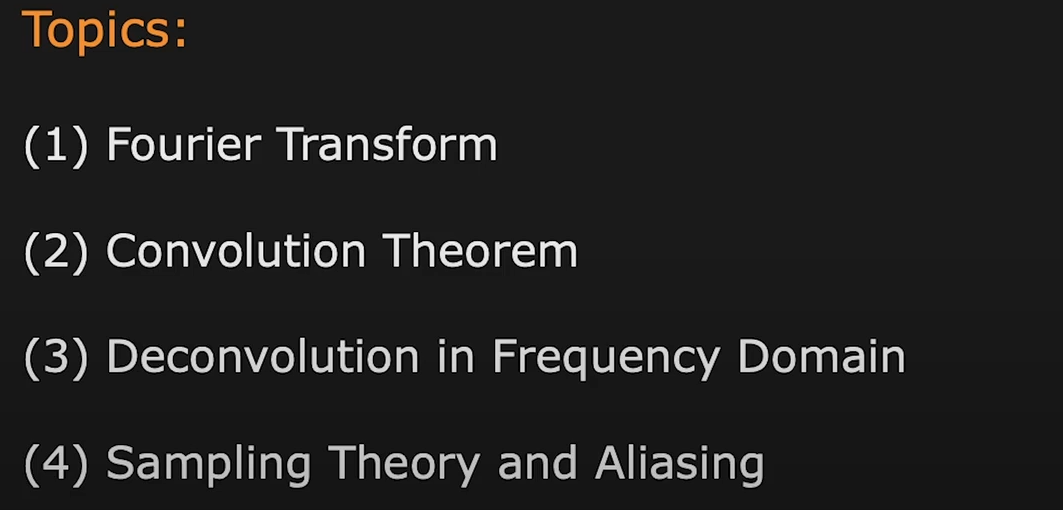 Topics:
(1) Fourier Transform
(2) Convolution Theorem
(3) Deconvolution in Frequency Domain
(4) Sampling Theory and Aliasing